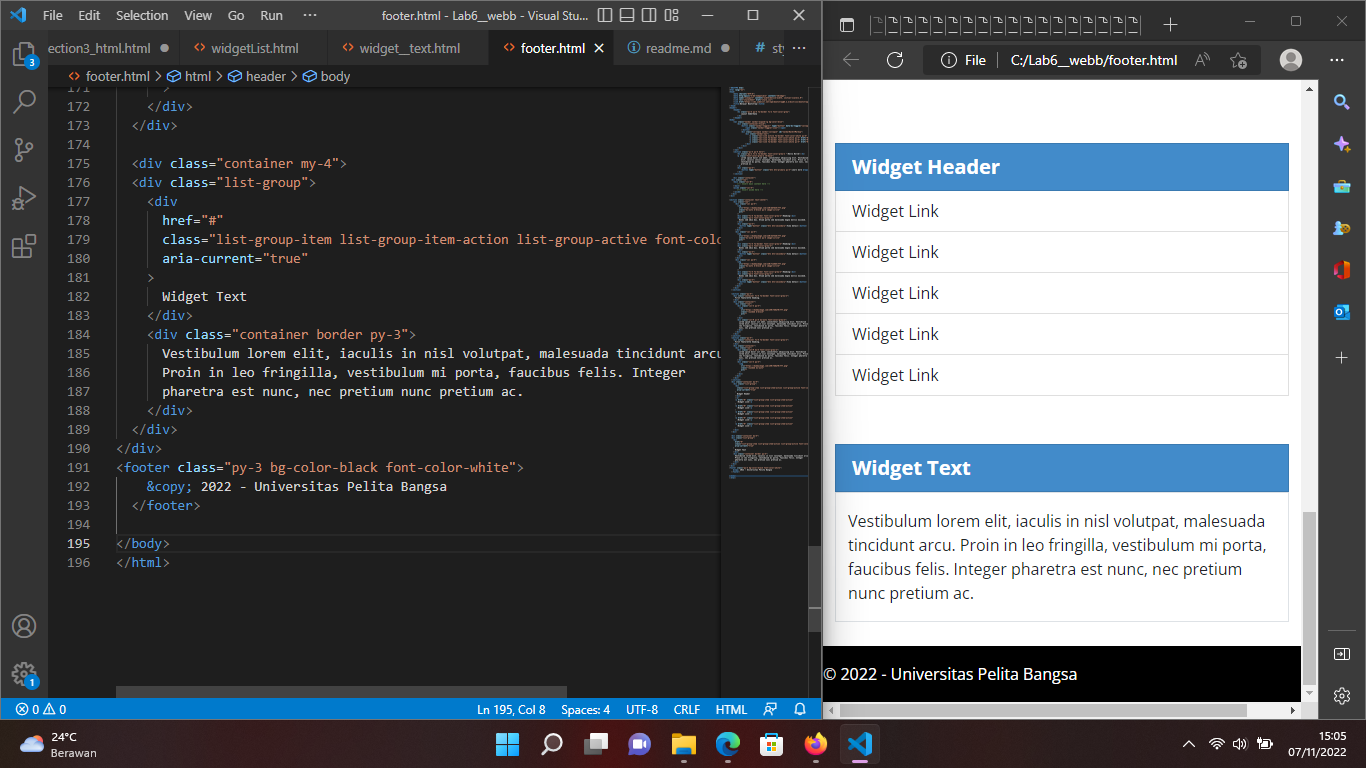 File Edit Selection View Go Run ··· footer.html - Lab6__webb - Visual Stu...
ection3_html.html widgetList.html widget__text.html footer.html readme.md # sty ···
footer.html > html > header > body
171 >
172 </div>
173 </div>
174
175 <div class="container my-4">
176 <div class="list-group">
177 <div
178 href="#"
179 class="list-group-item list-group-item-action list-group-active font-colo
180 aria-current="true"
181 >
182 Widget Text
183 </div>
184 <div class="container border py-3">
185 Vestibulum lorem elit, iaculis in nisl volutpat, malesuada tincidunt arcu
186 Proin in leo fringilla, vestibulum mi porta, faucibus felis. Integer
187 pharetra est nunc, nec pretium nunc pretium ac.
188 </div>
189 </div>
190 </div>
191 <footer class="py-3 bg-color-black font-color-white">
192 &copy; 2022 - Universitas Pelita Bangsa
193 </footer>
194
195 </body>
196 </html>
3
1
0 0 Ln 195, Col 8 Spaces: 4 UTF-8 CRLF HTML
File C:/Lab6__webb/footer.html
Widget Header
Widget Link
Widget Link
Widget Link
Widget Link
Widget Link
Widget Text
Vestibulum lorem elit, iaculis in nisl volutpat, malesuada
tincidunt arcu. Proin in leo fringilla, vestibulum mi porta,
faucibus felis. Integer pharetra est nunc, nec pretium
nunc pretium ac.
© 2022 - Universitas Pelita Bangsa
24°C
Berawan
15:05
07/11/2022